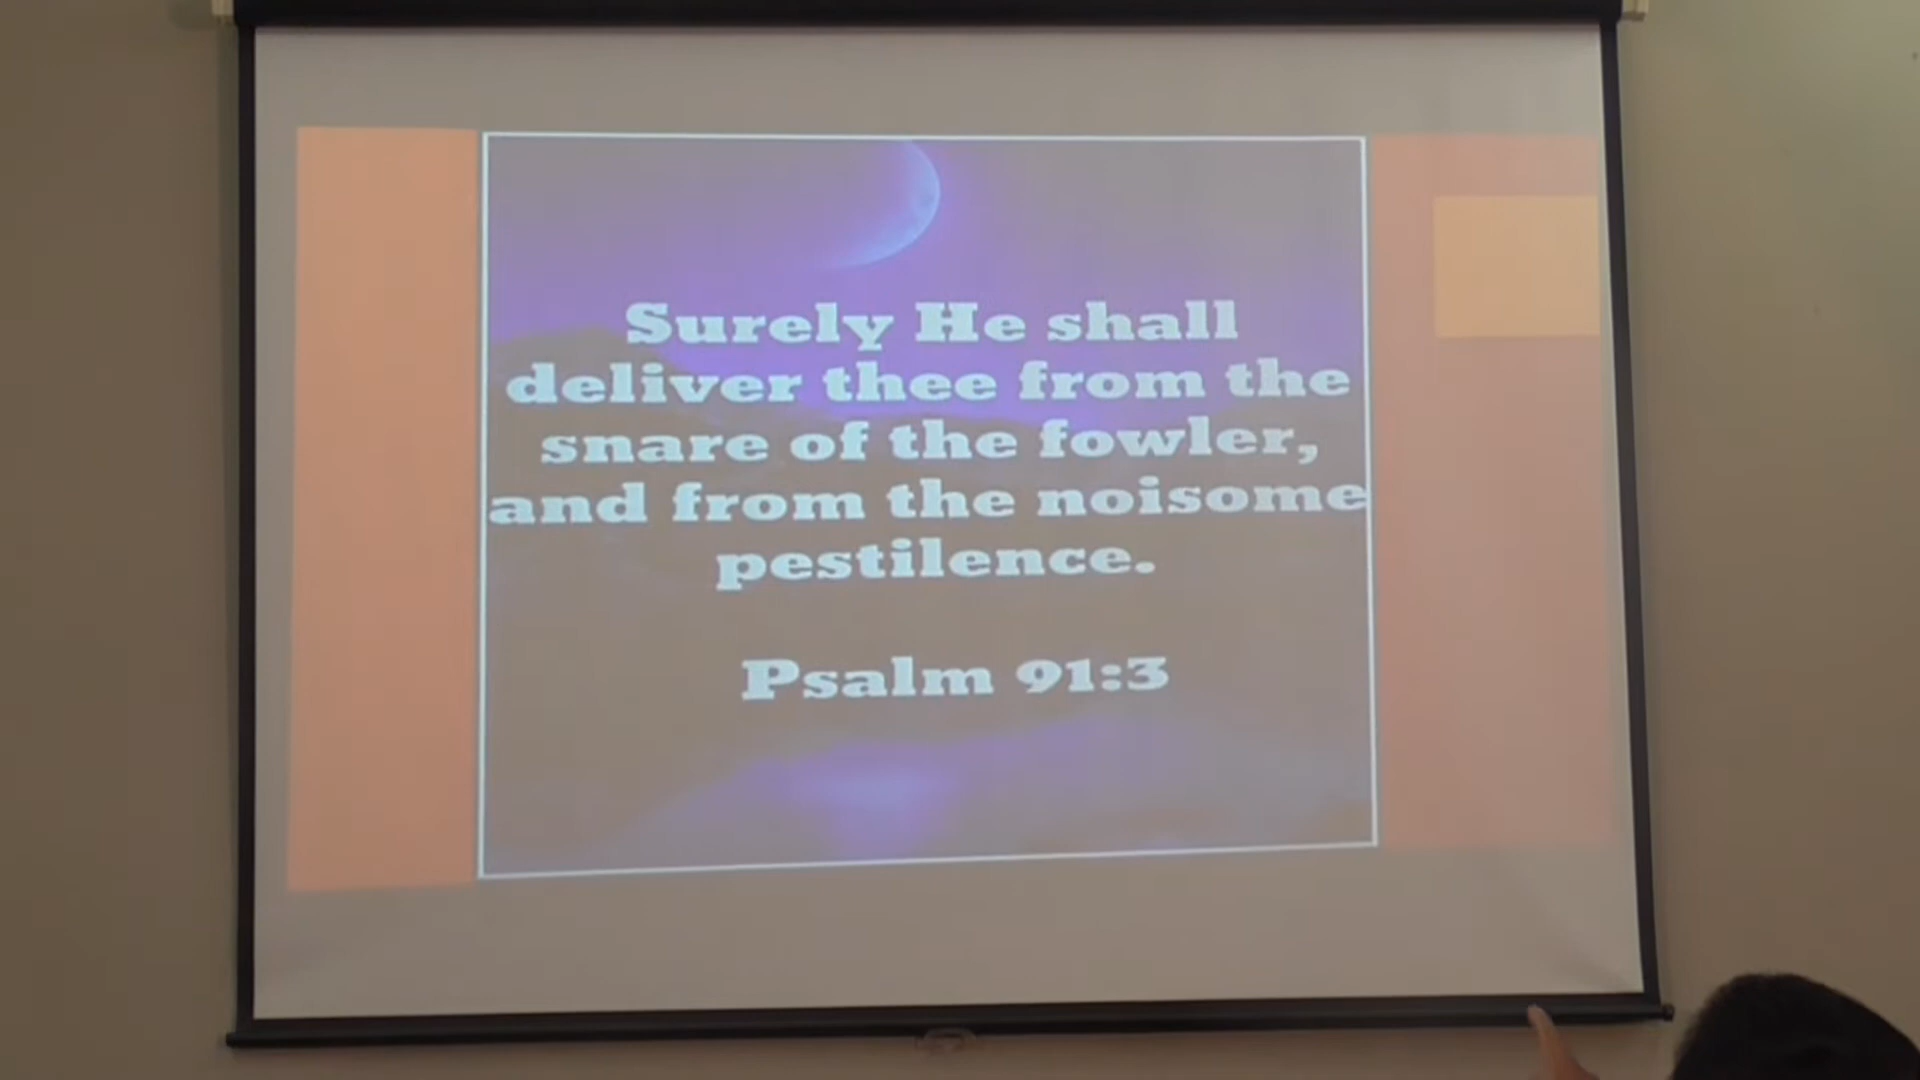 Surely He shall
deliver thee from the
snare of the fowler,
and from the noisome
pestilence.
Psalm 91:3